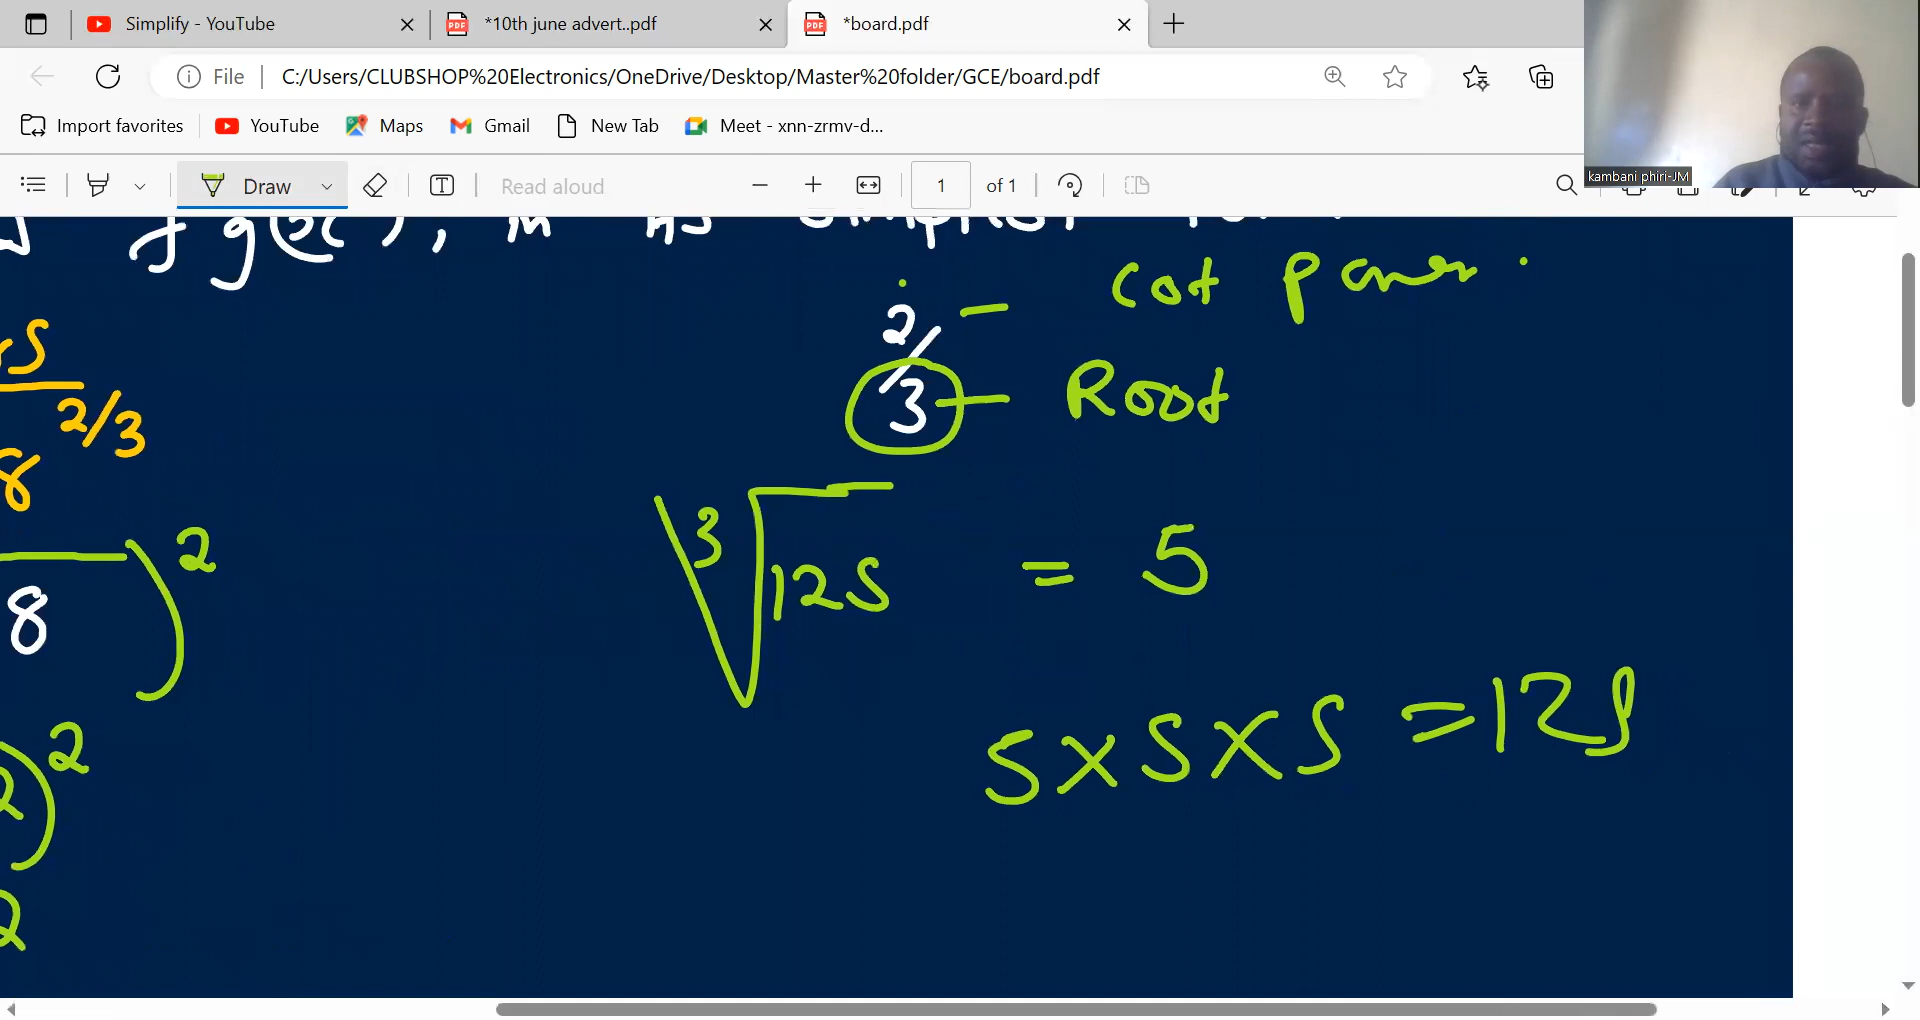 Simplify - YouTube
*10th june advert..pdf
*board.pdf
File
C:/Users/CLUBSHOP%20Electronics/OneDrive/Desktop/Master%20folder/GCE/board.pdf
Import favorites
YouTube
Maps
Gmail
New Tab
Meet - xnn-zrmv-d...
kambani phiri-JM
Draw
Read aloud
1
of 1
2/3
Root
2/3
8
3√125 = 5
)²
8
5×5×5 = 125
)²
2